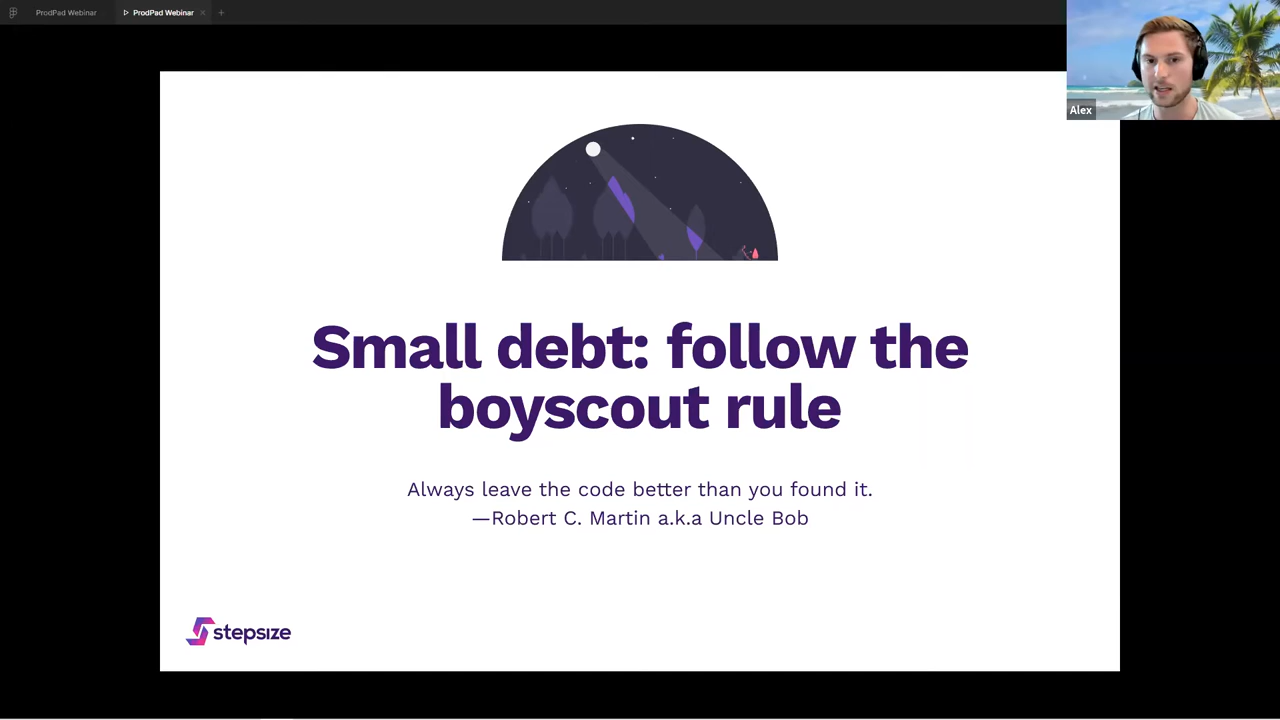 ProdPad Webinar
ProdPad Webinar
Alex
Small debt: follow the
boyscout rule
Always leave the code better than you found it.
—Robert C. Martin a.k.a Uncle Bob
stepsize